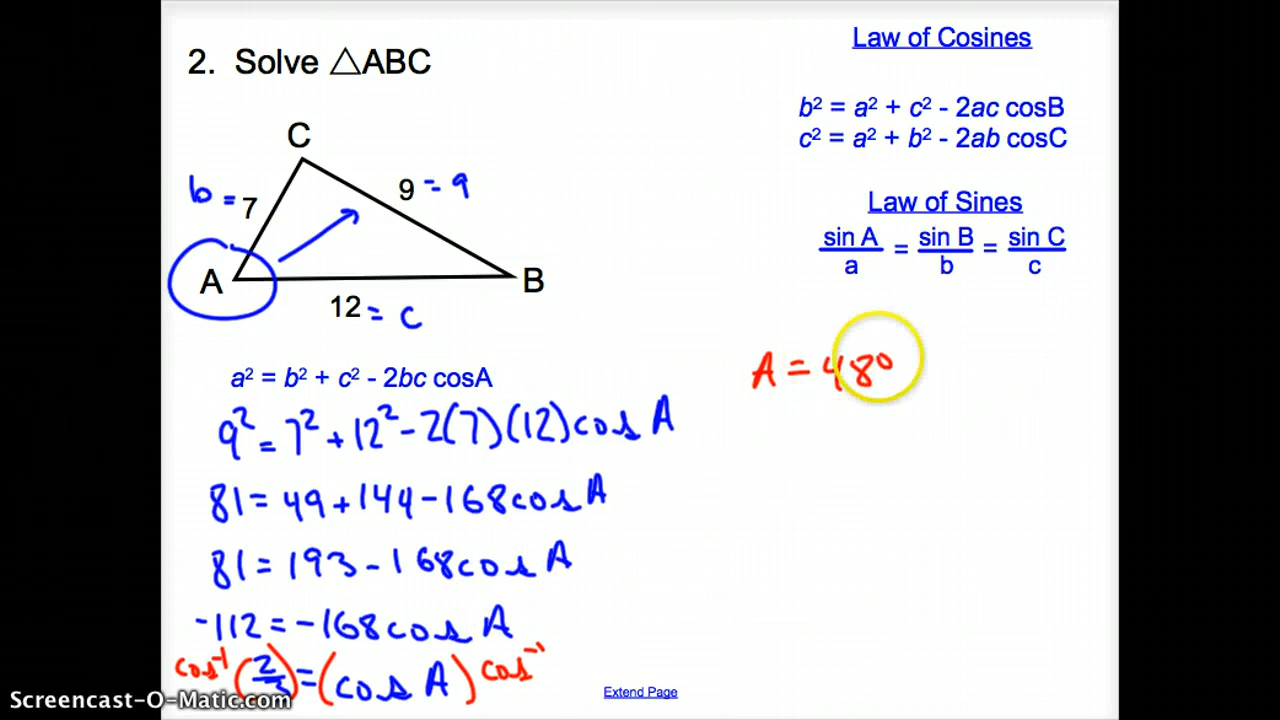 Law of Cosines
2. Solve △ABC
b² = a² + c² - 2ac cosB
c² = a² + b² - 2ab cosC
C
b = 7
9 = 9
Law of Sines
sin A / a = sin B / b = sin C / c
A
B
12 = c
A = 48°
a² = b² + c² - 2bc cosA
9² = 7² + 12² - 2(7)(12)cos A
81 = 49 + 144 - 168cos A
81 = 193 - 168cos A
-112 = -168cos A
cos⁻¹(2/3) = (cos A)cos⁻¹
Extend Page
Screencast-O-Matic.com